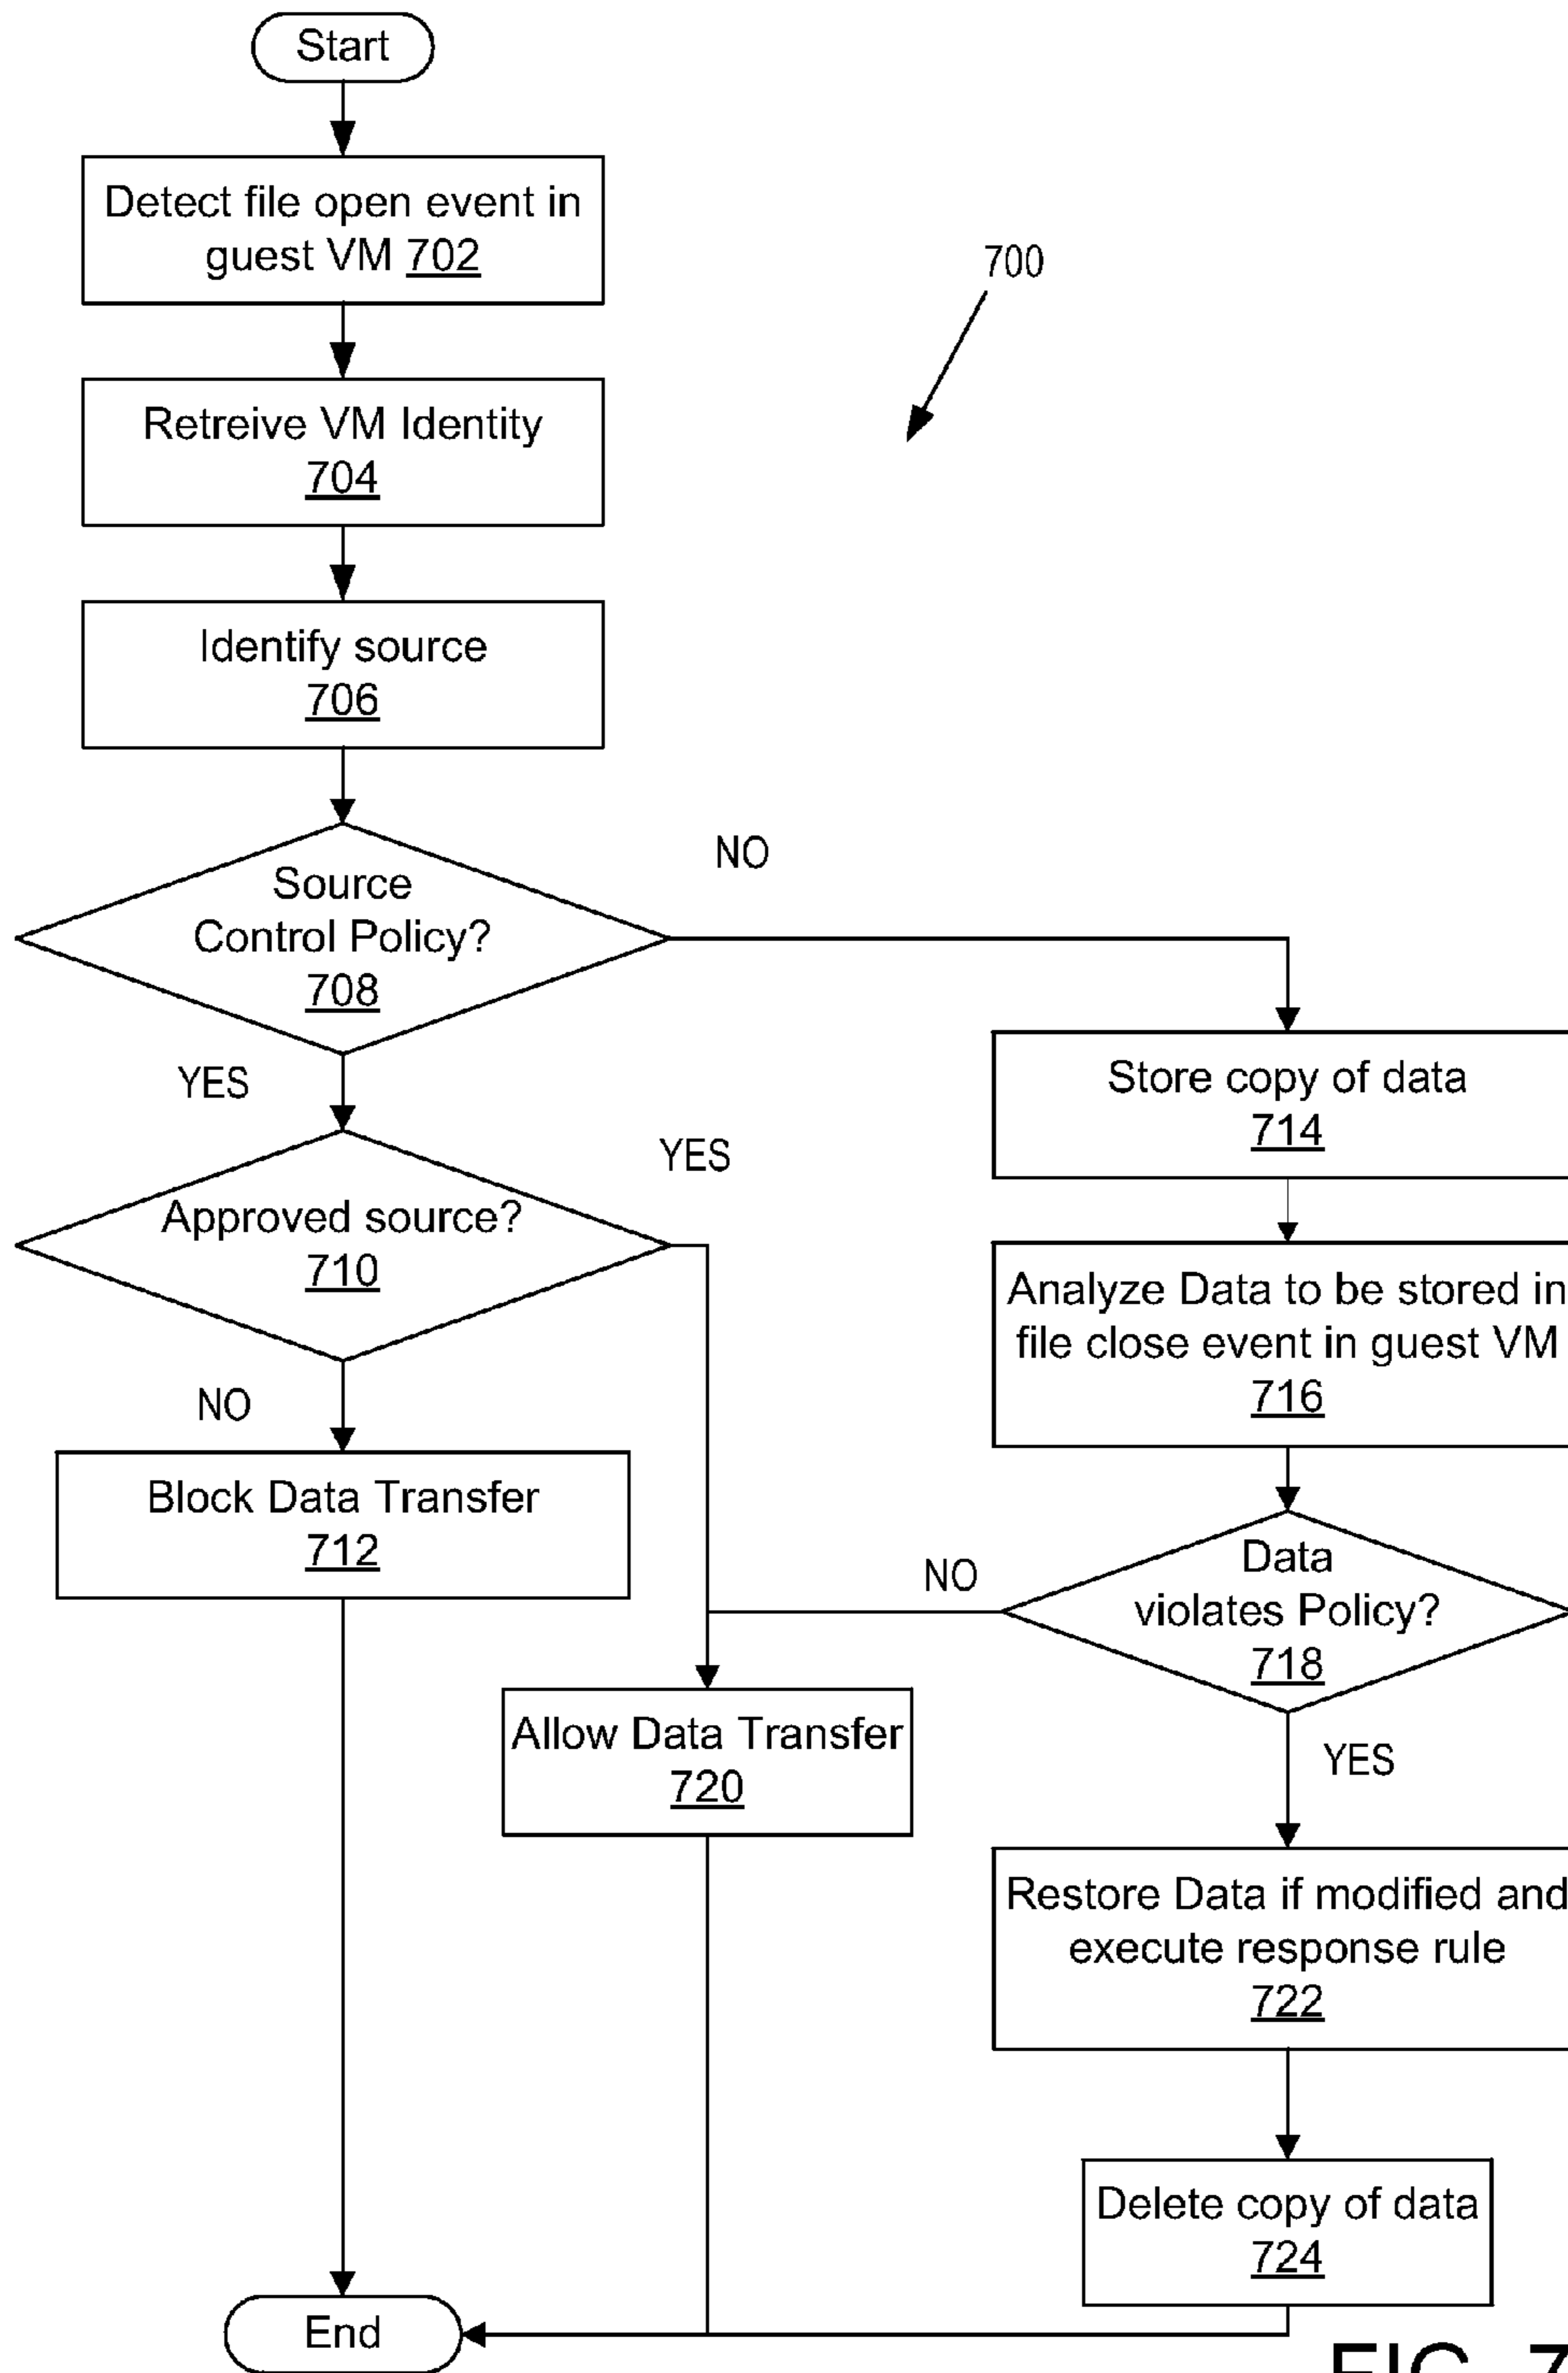 Start
Detect file open event in
guest VM 702
700
Retreive VM Identity
704
Identify source
706
Source
Control Policy?
708
NO
YES
Store copy of data
714
Approved source?
710
YES
Analyze Data to be stored in
file close event in guest VM
716
NO
Block Data Transfer
712
Data
violates Policy?
718
NO
YES
Allow Data Transfer
720
Restore Data if modified and
execute response rule
722
Delete copy of data
724
End
FIG. 7